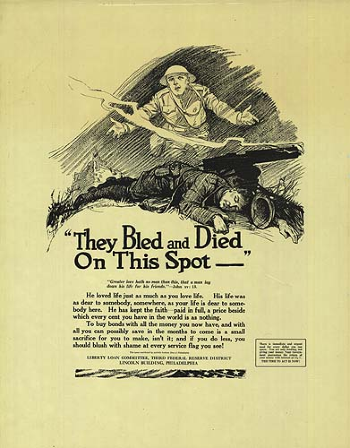 "They Bled and Died
On This Spot —"
"Greater love hath no man than this, that a man lay
down his life for his friends."—John xv: 13.
He loved life just as much as you love life. His life was
as dear to somebody, somewhere, as your life is dear to some-
body here. He has kept the faith—paid in full, a price beside
which every cent you have in the world is as nothing.
To buy bonds with all the money you now have, and with
all you can possibly save in the months to come is a small
sacrifice for you to make, isn't it; and if you do less, you
should blush with shame at every service flag you see!
LIBERTY LOAN COMMITTEE, THIRD FEDERAL RESERVE DISTRICT
LINCOLN BUILDING, PHILADELPHIA
THE TIME TO ACT IS NOW!